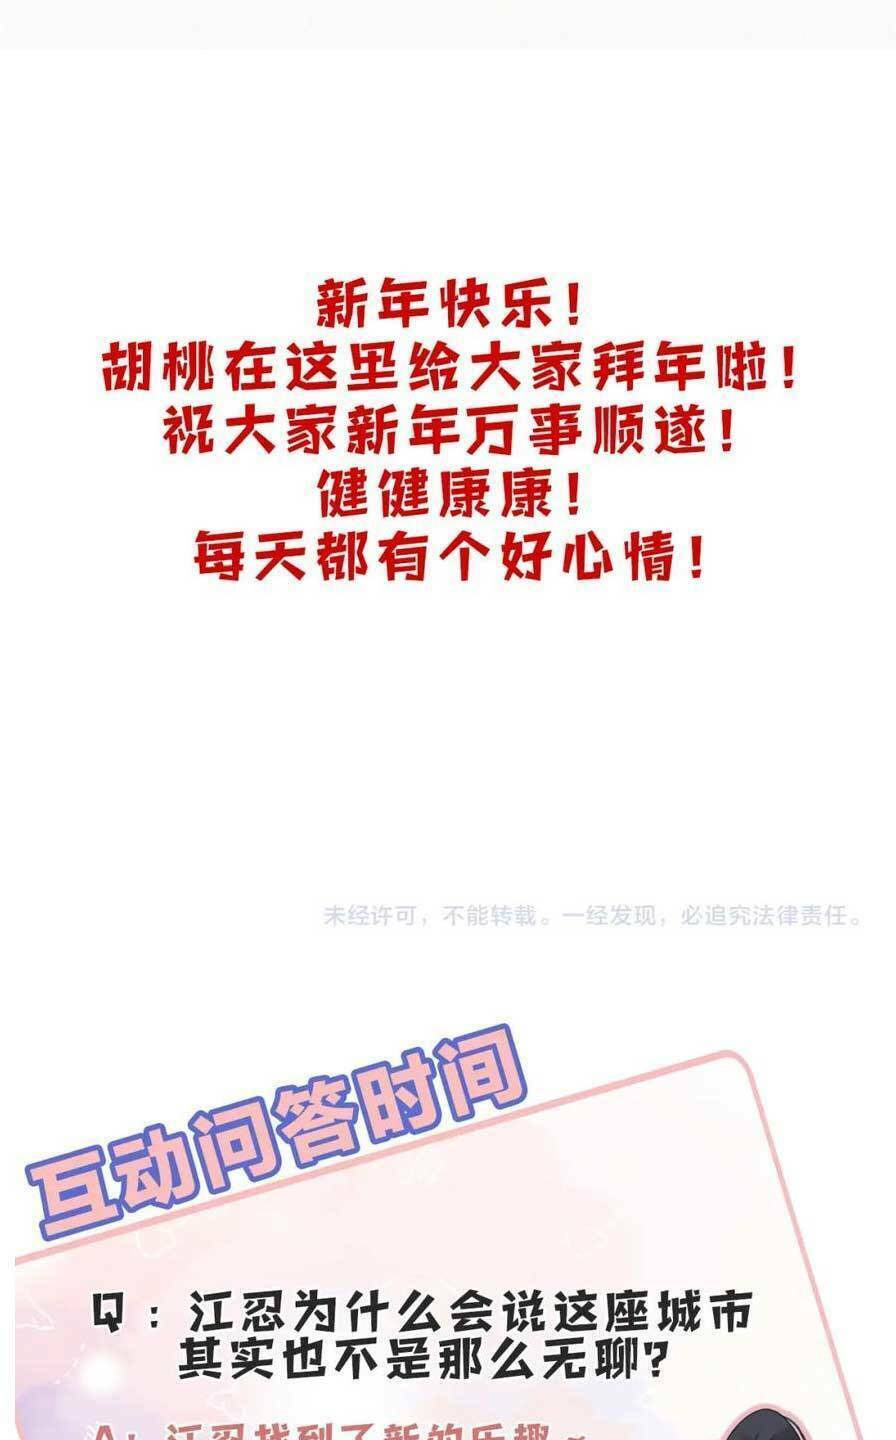 新年快乐!
胡桃在这里给大家拜年啦!
祝大家新年万事顺遂!
健健康康!
每天都有个好心情!
未经许可，不能转载。一经发现，必追究法律责任。
互动问答时间
Q：江忍为什么会说这座城市
其实也不是那么无聊?
A：江忍找到了新的乐趣~